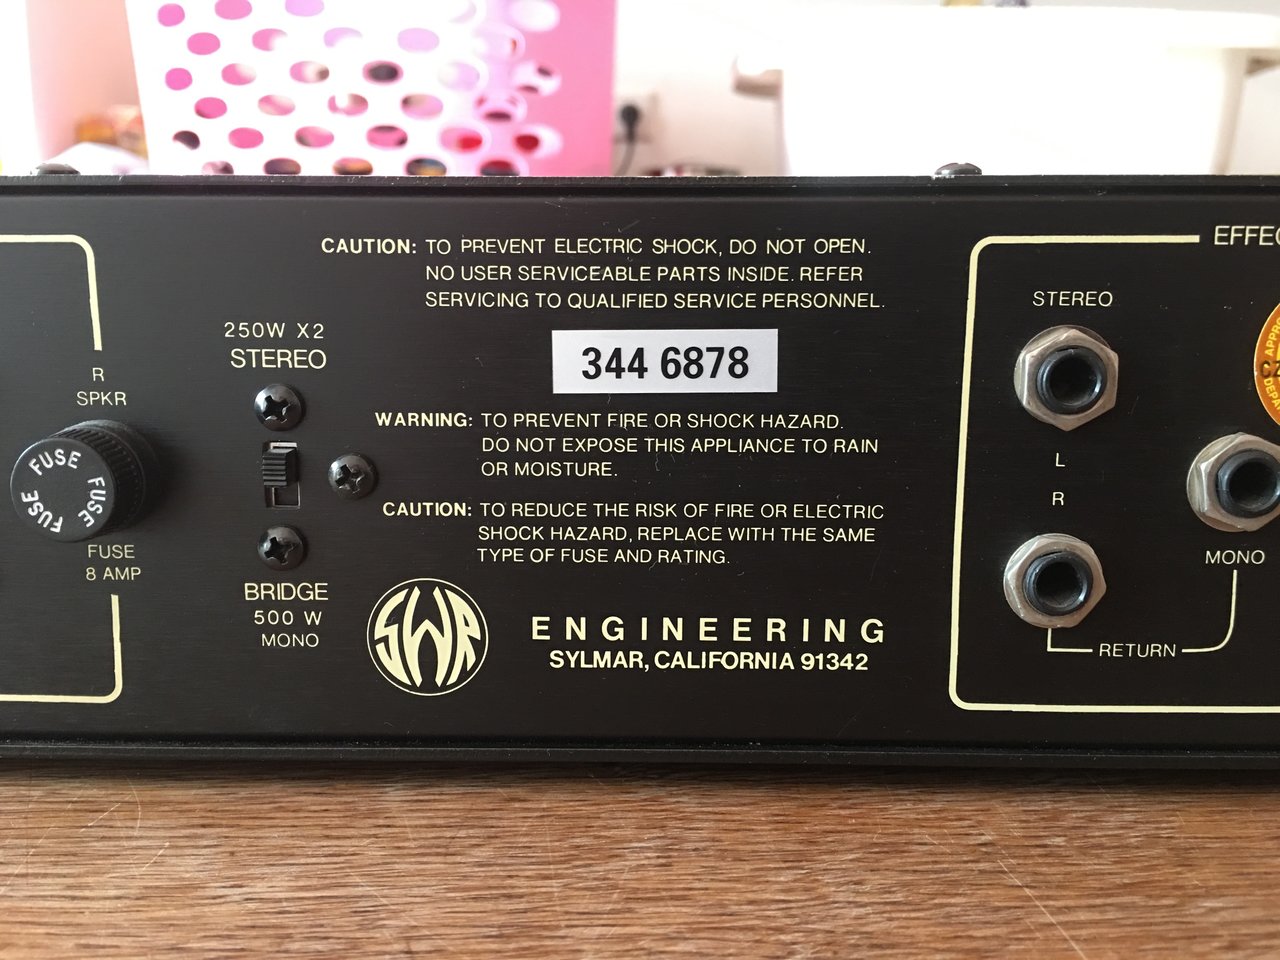 CAUTION: TO PREVENT ELECTRIC SHOCK, DO NOT OPEN.
NO USER SERVICEABLE PARTS INSIDE. REFER
SERVICING TO QUALIFIED SERVICE PERSONNEL.
344 6878
WARNING: TO PREVENT FIRE OR SHOCK HAZARD.
DO NOT EXPOSE THIS APPLIANCE TO RAIN
OR MOISTURE.
CAUTION: TO REDUCE THE RISK OF FIRE OR ELECTRIC
SHOCK HAZARD, REPLACE WITH THE SAME
TYPE OF FUSE AND RATING.
SWR
ENGINEERING
SYLMAR, CALIFORNIA 91342
250W X2
STEREO
BRIDGE
500 W
MONO
R
SPKR
FUSE
FUSE
FUSE
FUSE
FUSE
8 AMP
STEREO
L
R
MONO
RETURN